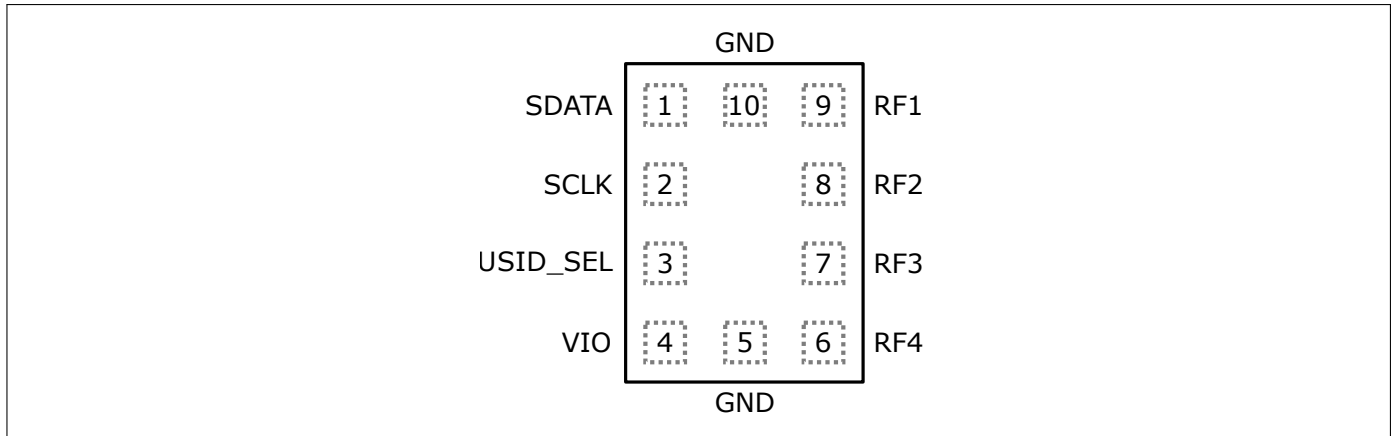 GND
SDATA 1 10 9 RF1
SCLK 2 8 RF2
USID_SEL 3 7 RF3
VIO 4 5 6 RF4
GND